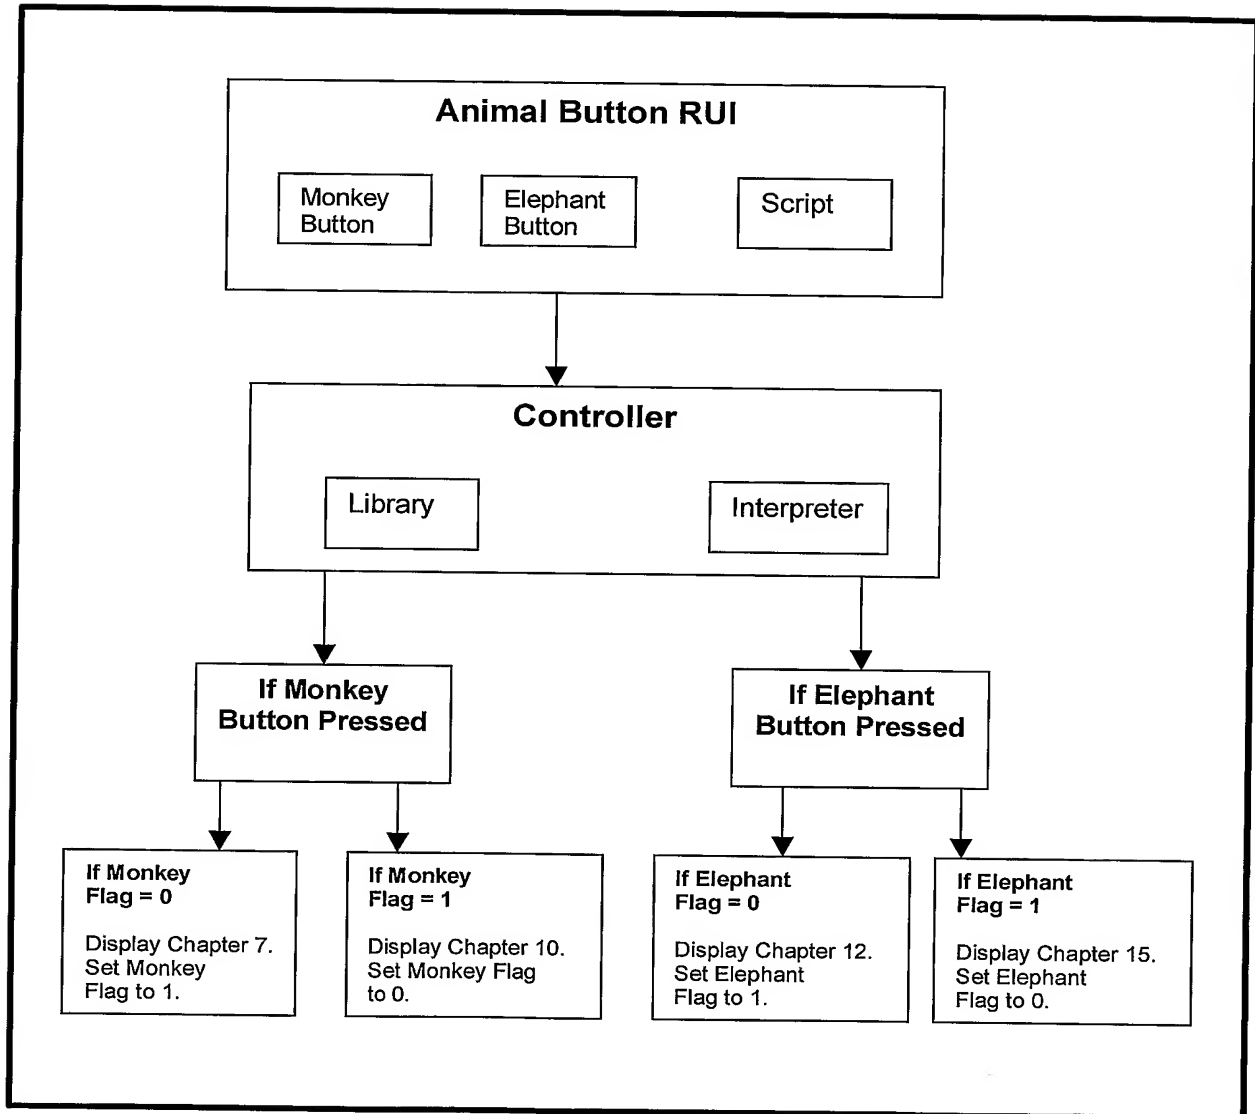 Animal Button RUI
Monkey
Button
Elephant
Button
Script
Controller
Library
Interpreter
If Monkey
Button Pressed
If Elephant
Button Pressed
If Monkey
Flag = 0
Display Chapter 7.
Set Monkey
Flag to 1.
If Monkey
Flag = 1
Display Chapter 10.
Set Monkey Flag
to 0.
If Elephant
Flag = 0
Display Chapter 12.
Set Elephant
Flag to 1.
If Elephant
Flag = 1
Display Chapter 15.
Set Elephant
Flag to 0.